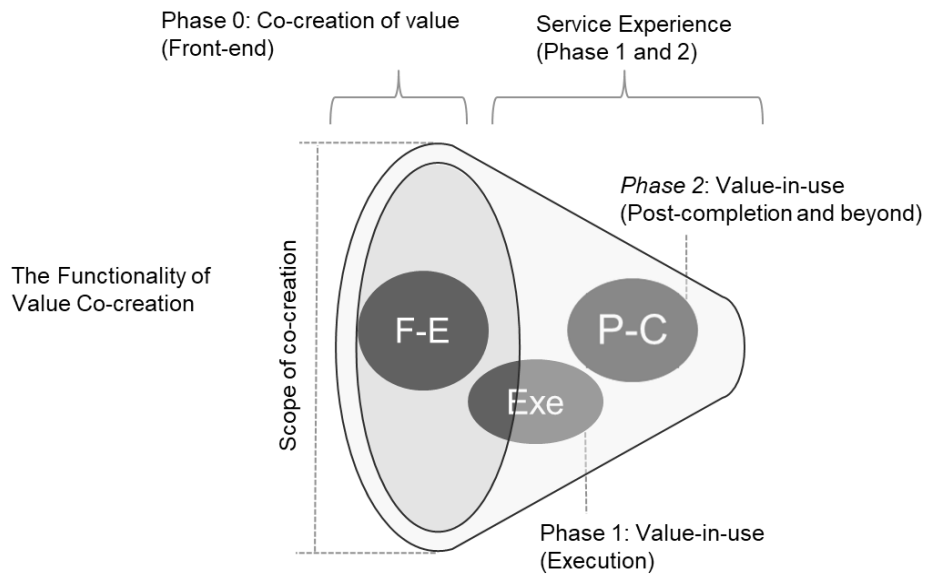 Phase 0: Co-creation of value
(Front-end)
Service Experience
(Phase 1 and 2)
Phase 2: Value-in-use
(Post-completion and beyond)
The Functionality of
Value Co-creation
Scope of co-creation
F-E
P-C
Exe
Phase 1: Value-in-use
(Execution)